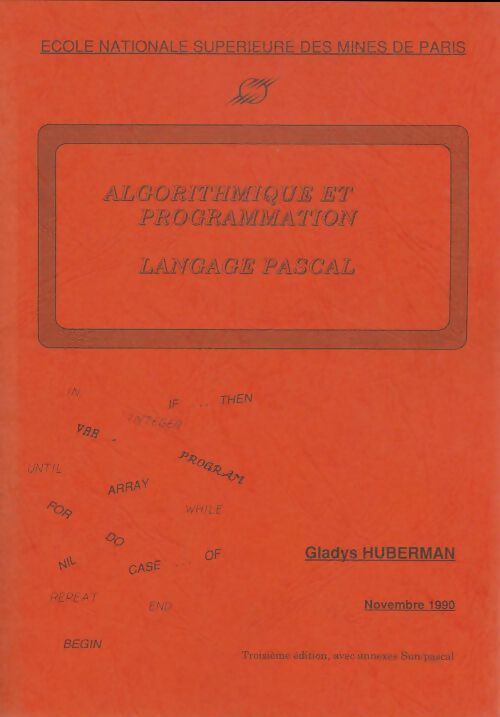 ECOLE NATIONALE SUPERIEURE DES MINES DE PARIS
ALGORITHMIQUE ET
PROGRAMMATION
LANGAGE PASCAL
IN
IF ... THEN
INTEGER
VAR
PROGRAM
UNTIL
ARRAY
FOR
WHILE
DO
NIL
CASE ... OF
REPEAT
END
BEGIN
Gladys HUBERMAN
Novembre 1990
Troisième édition, avec annexes Sun/pascal